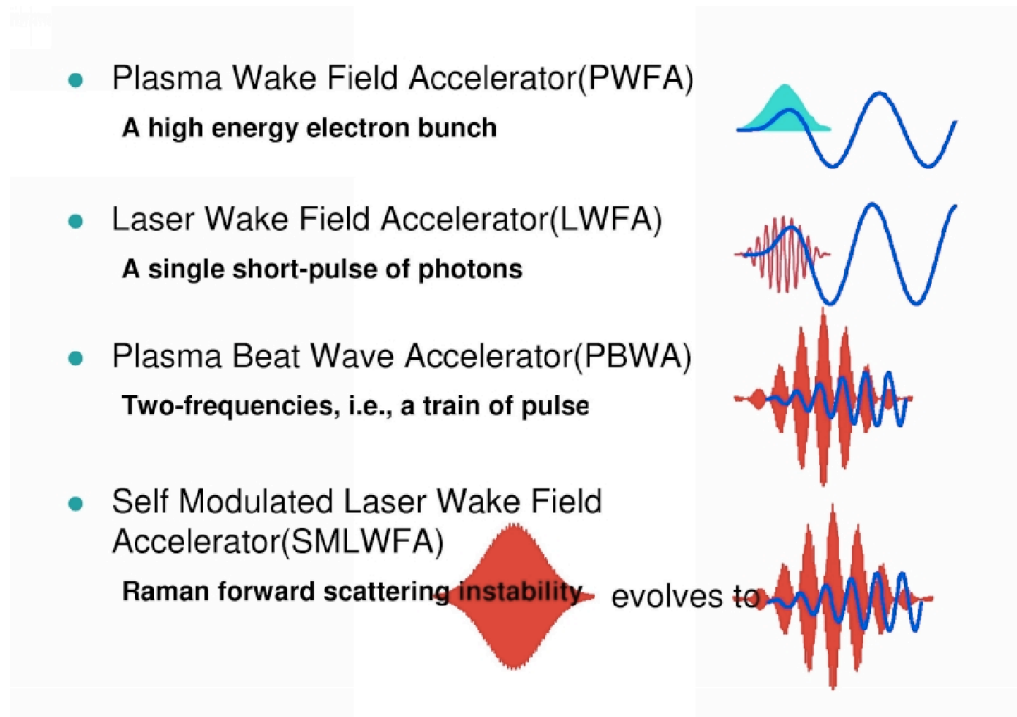 Plasma Wake Field Accelerator(PWFA)
A high energy electron bunch
Laser Wake Field Accelerator(LWFA)
A single short-pulse of photons
Plasma Beat Wave Accelerator(PBWA)
Two-frequencies, i.e., a train of pulse
Self Modulated Laser Wake Field
Accelerator(SMLWFA)
Raman forward scattering instability evolves to